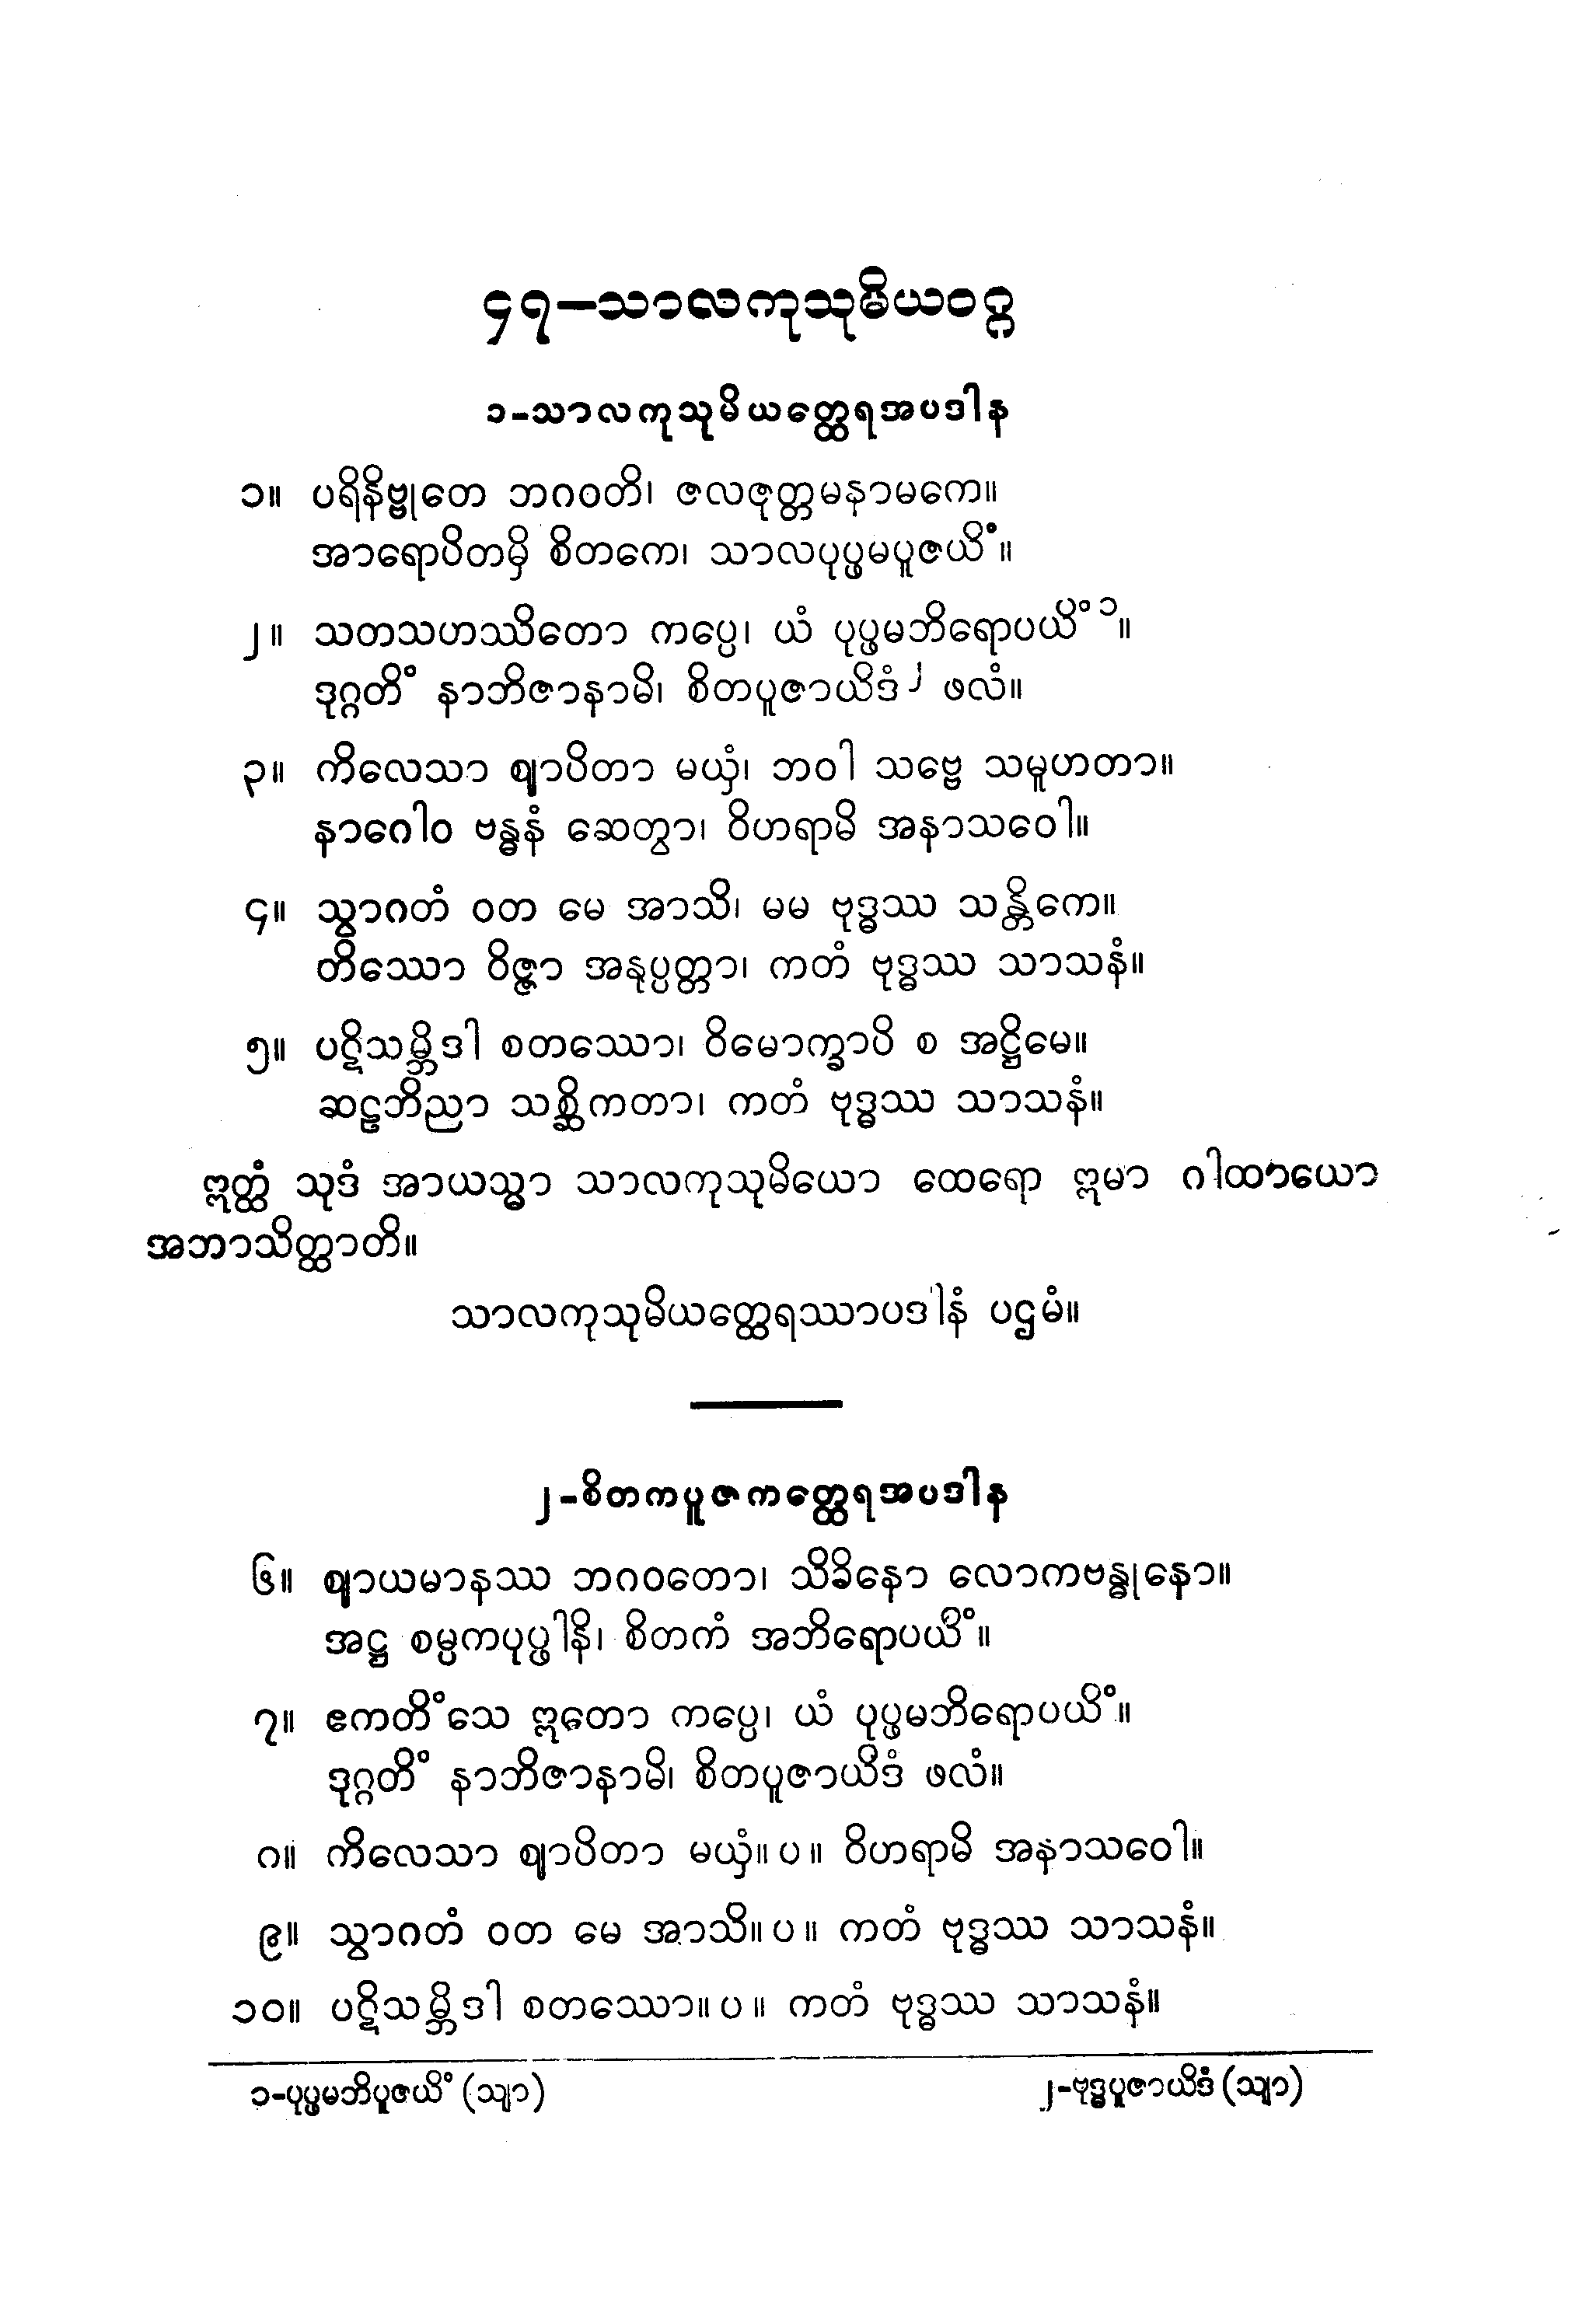 ၄၇—သာလကုသုမိယဝဂ္ဂ
၁-သာလကုသုမိယတ္ထေရအပဒါန
၁။ ပရိနိဗ္ဗုတေ ဘဂဝတိ၊ ဇလဇုတ္တမနာမကေ။
အာရောပိတမှိ စိတကေ၊ သာလပုပ္ဖမပူဇယိံ။
၂။ သတသဟဿိတော ကပ္ပေ၊ ယံ ပုပ္ဖမဘိရောပယိံ ၁။
ဒုဂ္ဂတိံ နာဘိဇာနာမိ၊ စိတပူဇာယိဒံ ၂ ဖလံ။
၃။ ကိလေသာ ဈာပိတာ မယှံ၊ ဘဝါ သဗ္ဗေ သမူဟတာ။
နာဂေါဝ ဗန္ဓနံ ဆေတွာ၊ ဝိဟရာမိ အနာသဝေါ။
၄။ သွာဂတံ ဝတ မေ အာသိ၊ မမ ဗုဒ္ဓဿ သန္တိကေ။
တိဿော ဝိဇ္ဇာ အနုပ္ပတ္တာ၊ ကတံ ဗုဒ္ဓဿ သာသနံ။
၅။ ပဋိသမ္ဘိဒါ စတဿော၊ ဝိမောက္ခာပိ စ အဋ္ဌိမေ။
ဆဠဘိညာ သစ္ဆိကတာ၊ ကတံ ဗုဒ္ဓဿ သာသနံ။
ဣတ္ထံ သုဒံ အာယသ္မာ သာလကုသုမိယော ထေရော ဣမာ ဂါထာယော
အဘာသိတ္ထာတိ။
သာလကုသုမိယတ္ထေရဿာပဒါနံ ပဌမံ။
၂-စိတကပူဇကတ္ထေရအပဒါန
၆။ ဈာယမာနဿ ဘဂဝတော၊ သိခိနော လောကဗန္ဓုနော။
အဋ္ဌ စမ္ပကပုပ္ဖါနိ၊ စိတကံ အဘိရောပယိံ။
၇။ ဧကတိံသေ ဣတော ကပ္ပေ၊ ယံ ပုပ္ဖမဘိရောပယိံ။
ဒုဂ္ဂတိံ နာဘိဇာနာမိ၊ စိတပူဇာယိဒံ ဖလံ။
၈။ ကိလေသာ ဈာပိတာ မယှံ။ ပ။ ဝိဟရာမိ အနာသဝေါ။
၉။ သွာဂတံ ဝတ မေ အာသိ။ ပ။ ကတံ ဗုဒ္ဓဿ သာသနံ။
၁၀။ ပဋိသမ္ဘိဒါ စတဿော။ ပ။ ကတံ ဗုဒ္ဓဿ သာသနံ။
၁-ပုပ္ဖမဘိပူဇယိံ (သျာ) ၂-ဗုဒ္ဓပူဇာယိဒံ (သျာ)